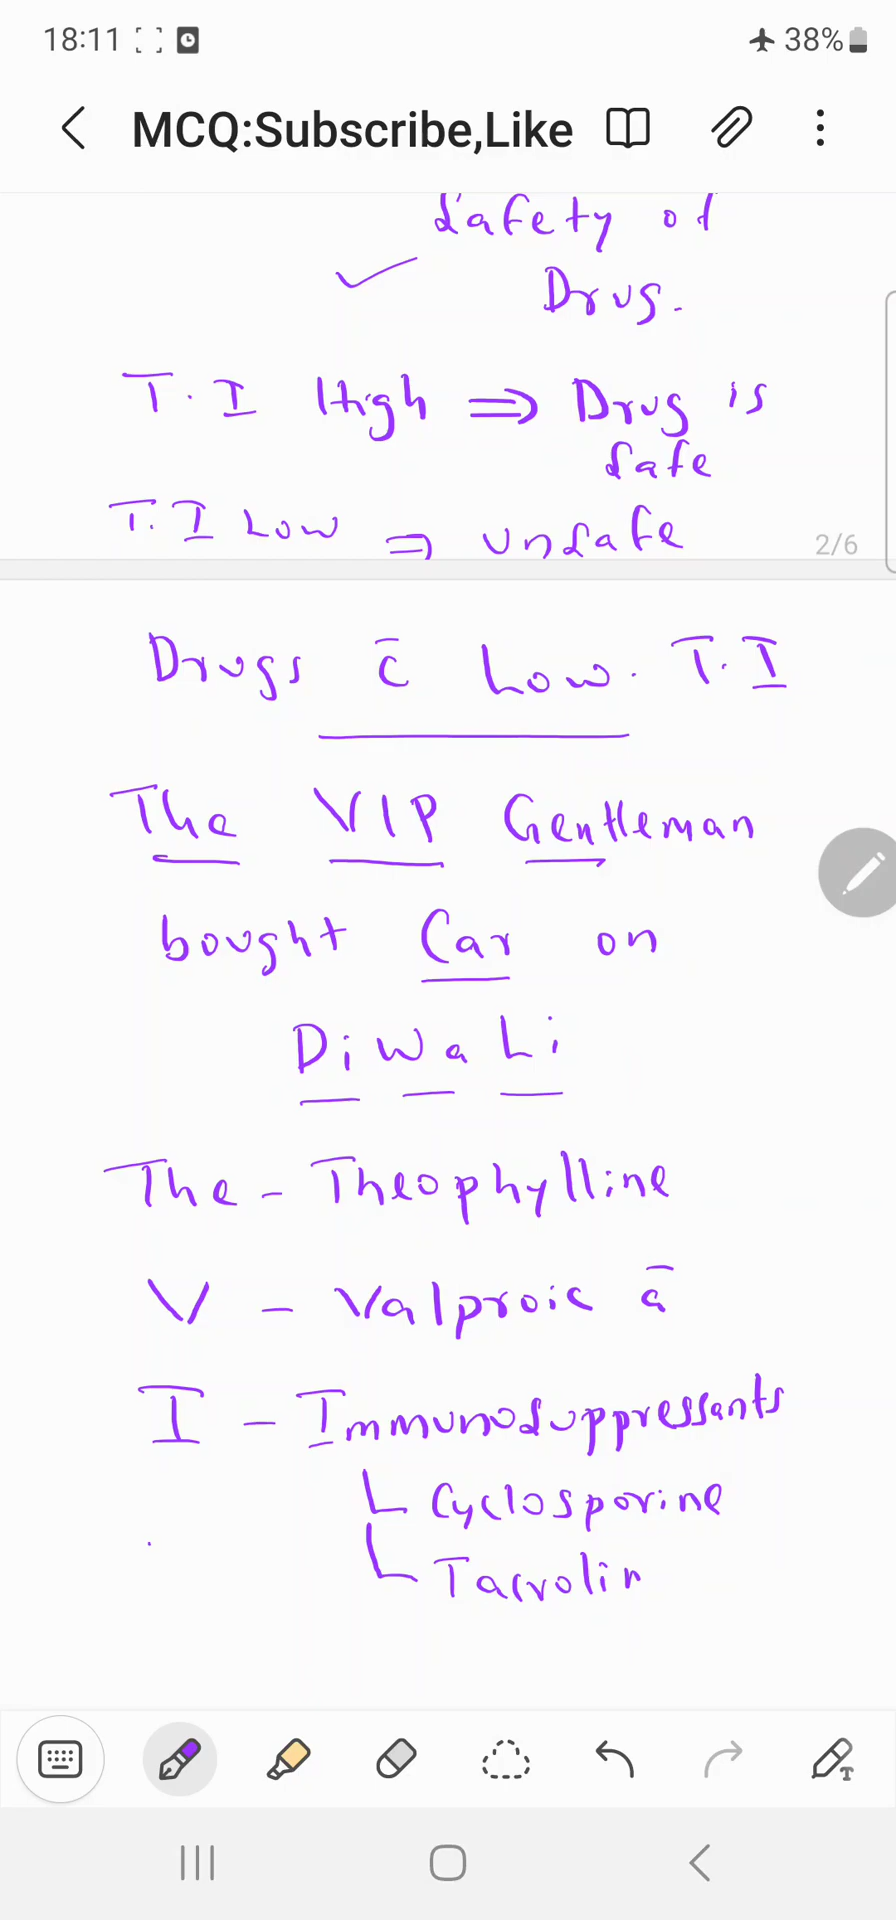 18:11 38%
MCQ:Subscribe,Like
Safety of
Drug.
T.I High ⇒ Drug is
safe
T.I Low ⇒ unsafe
2/6
Drugs c̄ Low. T.I
The VIP Gentleman
bought Car on
DiWaLi
The - Theophylline
V - Valproic ā
I - Immunosuppressants
Cyclosporine
Tacrolin